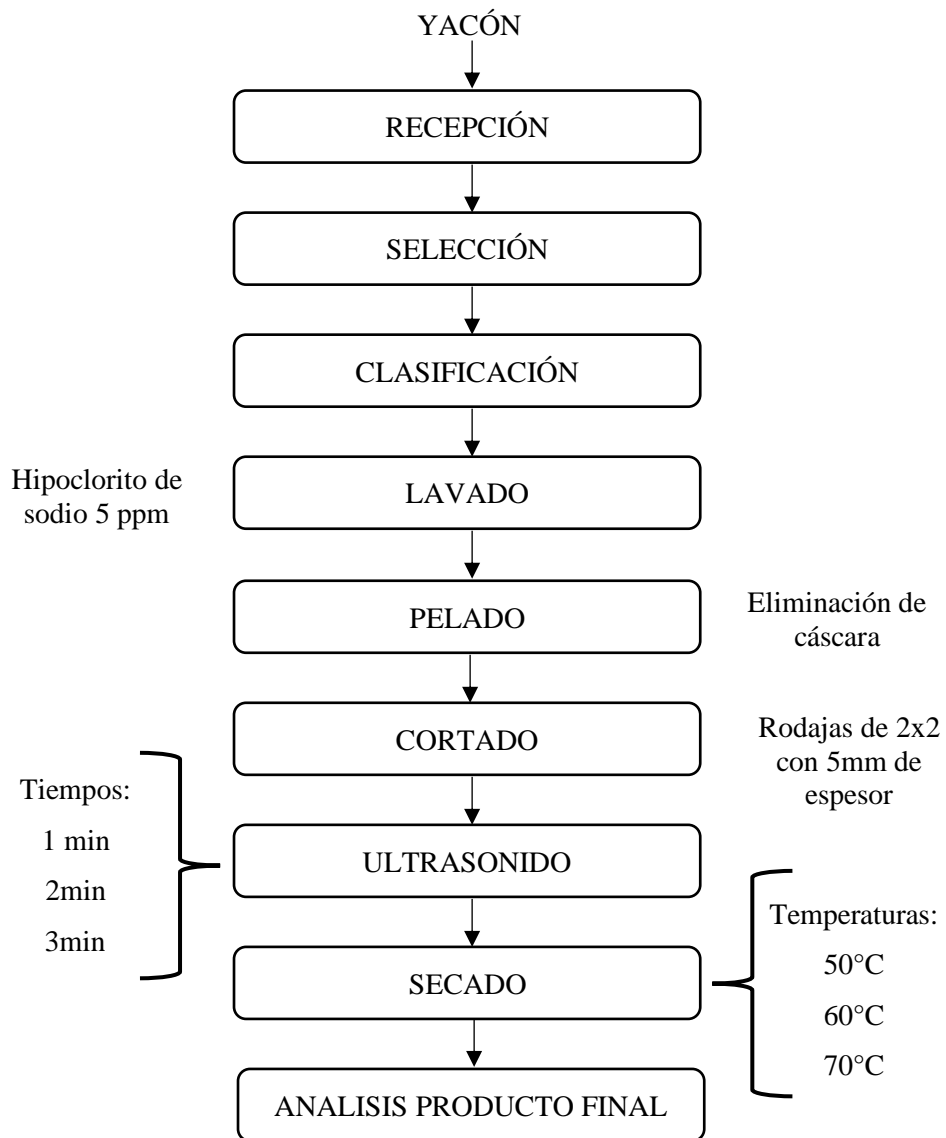 YACÓN
RECEPCIÓN
SELECCIÓN
CLASIFICACIÓN
Hipoclorito de
sodio 5 ppm
LAVADO
PELADO
Eliminación de
cáscara
CORTADO
Rodajas de 2x2
con 5mm de
espesor
Tiempos:
1 min
2min
3min
ULTRASONIDO
SECADO
Temperaturas:
50°C
60°C
70°C
ANALISIS PRODUCTO FINAL